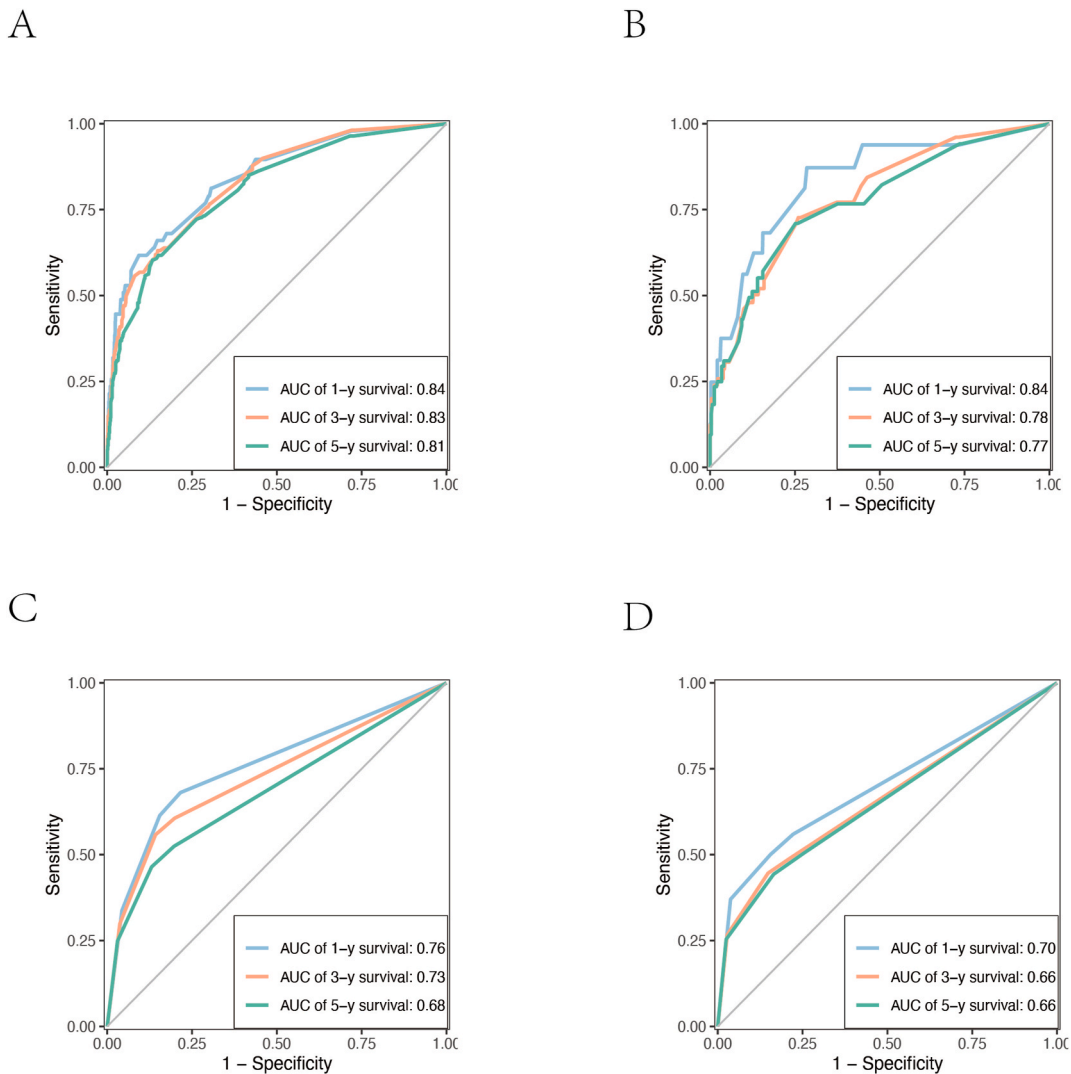 A
1.00
0.75
0.50
0.25
0.00
Sensitivity
AUC of 1-y survival: 0.84
AUC of 3-y survival: 0.83
AUC of 5-y survival: 0.81
0.00 0.25 0.50 0.75 1.00
1 - Specificity
B
1.00
0.75
0.50
0.25
0.00
Sensitivity
AUC of 1-y survival: 0.84
AUC of 3-y survival: 0.78
AUC of 5-y survival: 0.77
0.00 0.25 0.50 0.75 1.00
1 - Specificity
C
1.00
0.75
0.50
0.25
0.00
Sensitivity
AUC of 1-y survival: 0.76
AUC of 3-y survival: 0.73
AUC of 5-y survival: 0.68
0.00 0.25 0.50 0.75 1.00
1 - Specificity
D
1.00
0.75
0.50
0.25
0.00
Sensitivity
AUC of 1-y survival: 0.70
AUC of 3-y survival: 0.66
AUC of 5-y survival: 0.66
0.00 0.25 0.50 0.75 1.00
1 - Specificity